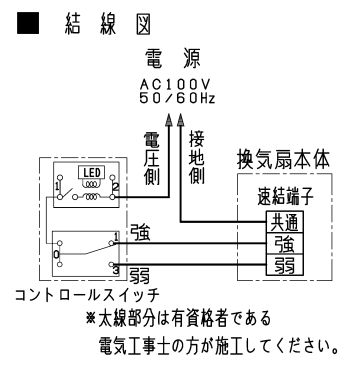 ■ 結線図
電源
AC100V
50/60Hz
電圧側
接地側
換気扇本体
速結端子
共通
強
弱
LED
1
2
強
0
1
3
弱
コントロールスイッチ
※太線部分は有資格者である
電気工事士の方が施工してください。